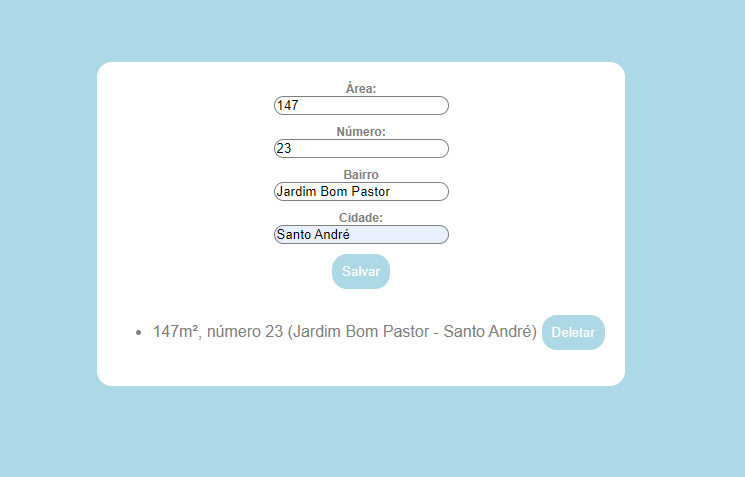 Área:
147
Número:
23
Bairro
Jardim Bom Pastor
Cidade:
Santo André
Salvar
147m², número 23 (Jardim Bom Pastor - Santo André) Deletar